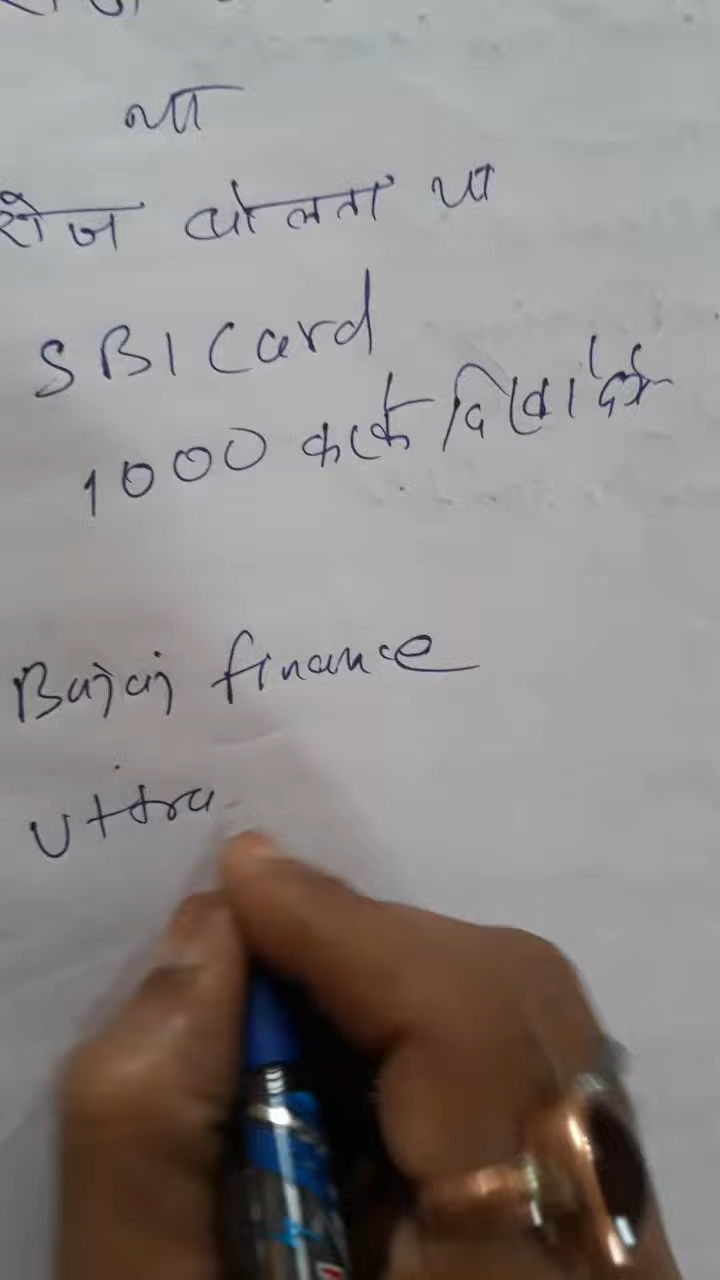 था
रोज बोलता था
SBI Card
1000 करके दि
Bajaj finance
Uttra